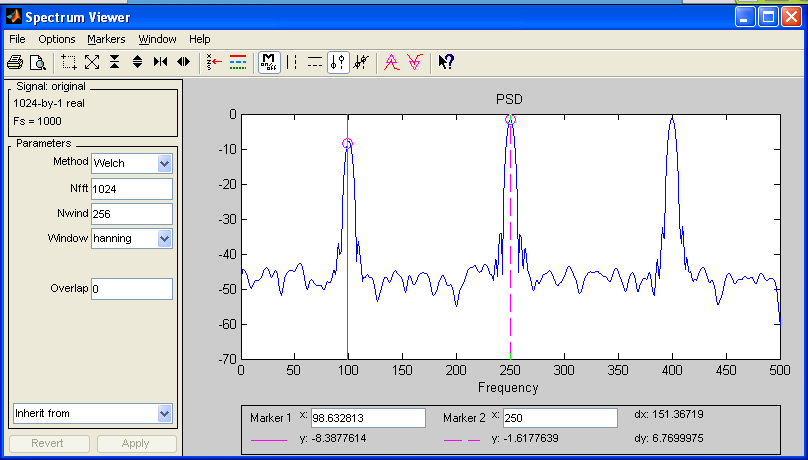 Spectrum Viewer
File Options Markers Window Help
M
on/off
Signal: original
1024-by-1 real
Fs = 1000
Parameters
Method Welch
Nfft 1024
Nwind 256
Window hanning
Overlap 0
Inherit from
Revert Apply
PSD
0
-10
-20
-30
-40
-50
-60
-70
0 50 100 150 200 250 300 350 400 450 500
Frequency
Marker 1 x: 98.632813 Marker 2 x: 250 dx: 151.36719
y: -8.3877614 y: -1.6177639 dy: 6.7699975